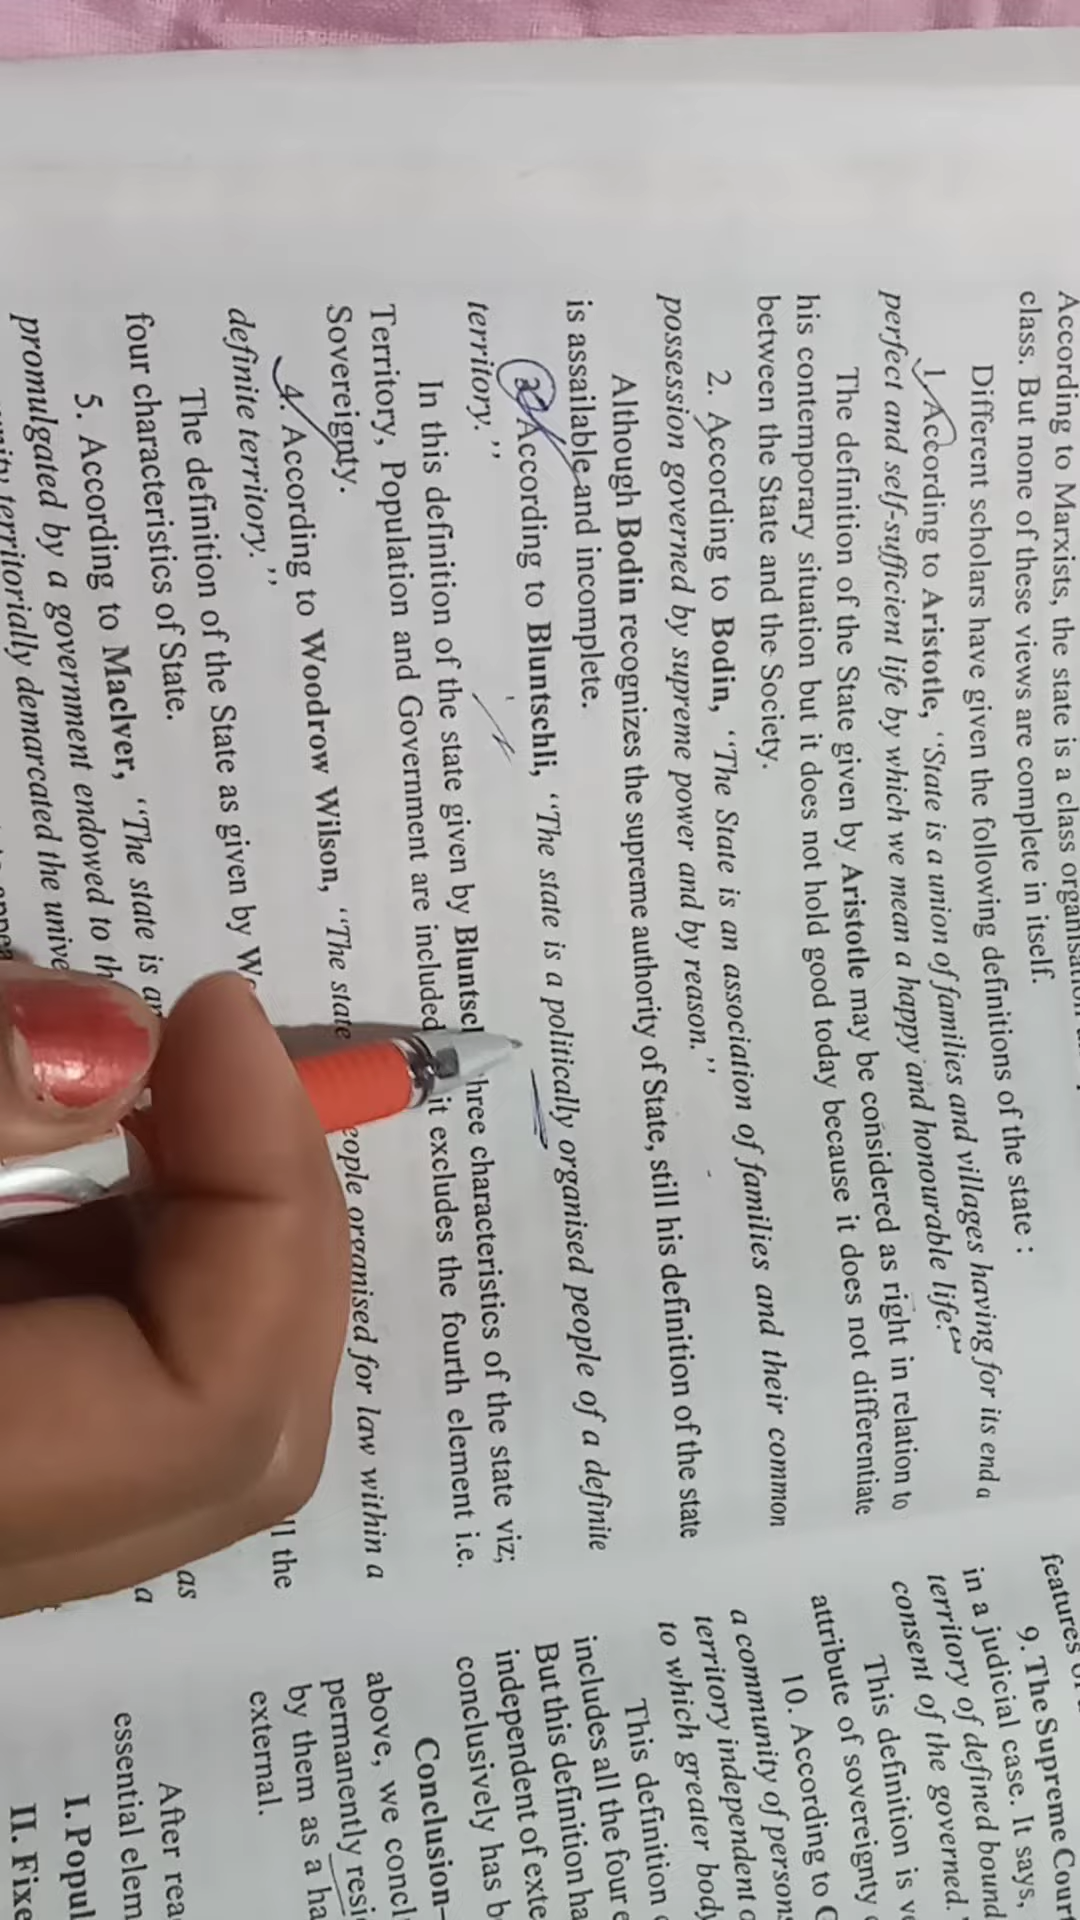 According to Marxists, the state is a class
class. But none of these views are complete in itself.
Different scholars have given the following definitions of the state :
1. According to Aristotle, "State is a union of families and villages having for its end a
perfect and self-sufficient life by which we mean a happy and honourable life."
The definition of the State given by Aristotle may be considered as right in relation to
his contemporary situation but it does not hold good today because it does not differentiate
between the State and the Society.
2. According to Bodin, "The State is an association of families and their common
possession governed by supreme power and by reason."
Although Bodin recognizes the supreme authority of State, still his definition of the state
is assailable and incomplete.
According to Bluntschli, "The state is a politically organised people of a definite
territory."
In this definition of the state given by Bluntscl hree characteristics of the state viz;
Territory, Population and Government are included it excludes the fourth element i.e.
Sovereignty.
4. According to Woodrow Wilson, "The state eople organised for law within a
definite territory."
The definition of the State as given by ll the
four characteristics of State.
5. According to Maclver, "The state is as
promulgated by a government endowed to a
territorially demarcated the
features
9. The Supreme Cour
in a judicial case. It says,
territory of defined bound
consent of the governed.
This definition is
attribute of sovereignty
10. According to
a community of person
territory independent
to which greater body
This definition
includes all the four
But this definition ha
independent of exte
conclusively has b
Conclusion-
above, we concl
permanently resi
by them as a ha
external.
After rea
essential elem
I. Popul
II. Fixe